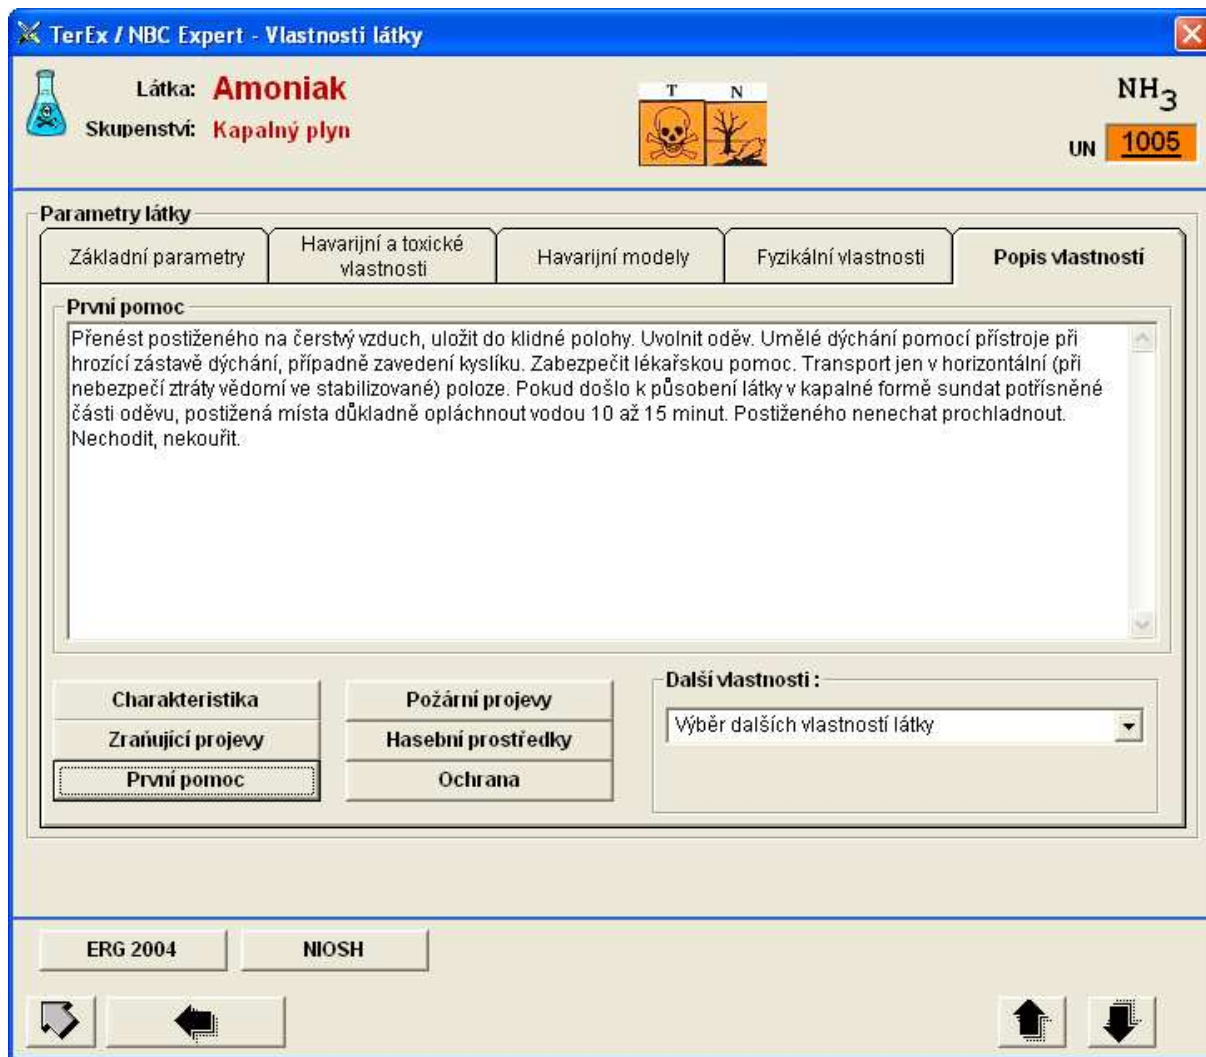 TerEx / NBC Expert - Vlastnosti látky
Látka: Amoniak
Skupenství: Kapalný plyn
T N
NH3
UN 1005
Parametry látky
Základní parametry
Havarijní a toxické
vlastnosti
Havarijní modely
Fyzikální vlastnosti
Popis vlastností
První pomoc
Přenést postiženého na čerstvý vzduch, uložit do klidné polohy. Uvolnit oděv. Umělé dýchání pomocí přístroje při
hrozící zástavě dýchání, případně zavedení kyslíku. Zabezpečit lékařskou pomoc. Transport jen v horizontální (při
nebezpečí ztráty vědomí ve stabilizované) poloze. Pokud došlo k působení látky v kapalné formě sundat potřísněné
části oděvu, postižená místa důkladně opláchnout vodou 10 až 15 minut. Postiženého nenechat prochladnout.
Nechodit, nekouřit.
Charakteristika
Požární projevy
Zraňující projevy
Hasební prostředky
První pomoc
Ochrana
Další vlastnosti :
Výběr dalších vlastností látky
ERG 2004
NIOSH